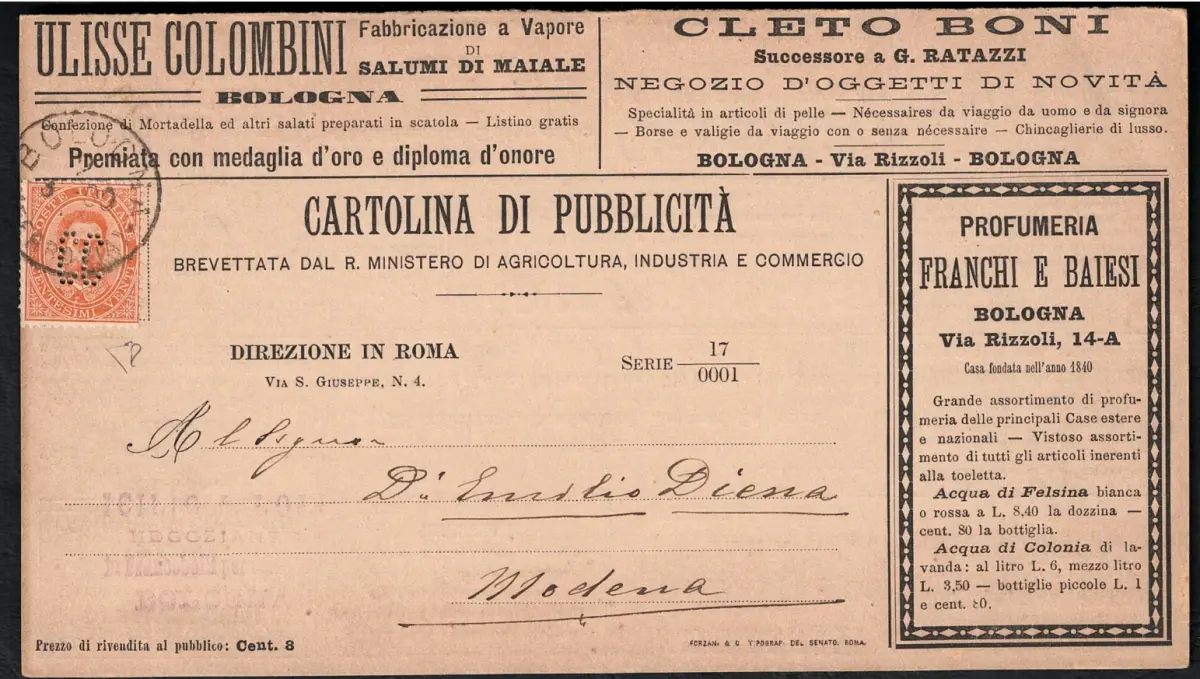 ULISSE COLOMBINI
Fabbricazione a Vapore
DI
SALUMI DI MAIALE
BOLOGNA
Confezione di Mortadella ed altri salati preparati in scatola — Listino gratis
Premiata con medaglia d'oro e diploma d'onore
CLETO BONI
Successore a G. RATAZZI
NEGOZIO D'OGGETTI DI NOVITÀ
Specialità in articoli di pelle — Nécessaires da viaggio da uomo e da signora
— Borse e valigie da viaggio con o senza nécessaire — Chincaglierie di lusso.
BOLOGNA - Via Rizzoli - BOLOGNA
BOLOGNA
POSTE ITALIANE
CENTESIMI VENTI
CARTOLINA DI PUBBLICITÀ
BREVETTATA DAL R. MINISTERO DI AGRICOLTURA, INDUSTRIA E COMMERCIO
DIREZIONE IN ROMA
VIA S. GIUSEPPE, N. 4.
SERIE 17
0001
Al Signor
Dr. Emilio Diena
Modena
Prezzo di rivendita al pubblico: Cent. 3
FORZANI & C. TIPOGRAF. DEL SENATO, ROMA.
PROFUMERIA
FRANCHI E BAIESI
BOLOGNA
Via Rizzoli, 14-A
Casa fondata nell'anno 1840
Grande assortimento di profu-
meria delle principali Case estere
e nazionali — Vistoso assorti-
mento di tutti gli articoli inerenti
alla toeletta.
Acqua di Felsina bianca
o rossa a L. 8,40 la dozzina —
cent. 80 la bottiglia.
Acqua di Colonia di la-
vanda: al litro L. 6, mezzo litro
L. 3,50 — bottiglie piccole L. 1
e cent. 80.